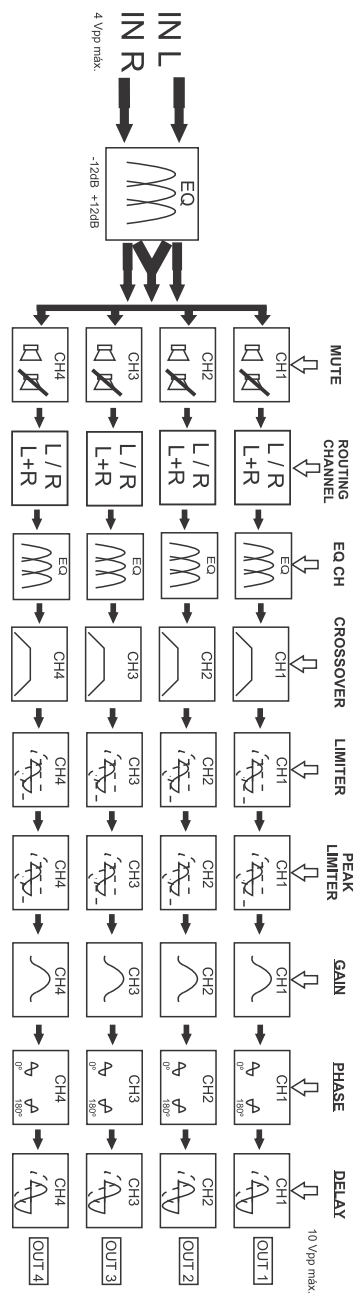 IN L
IN R
4 Vpp máx.
EQ
-12dB +12dB
MUTE
CH1
CH2
CH3
CH4
ROUTING
CHANNEL
L / R
L+R
L / R
L+R
L / R
L+R
L / R
L+R
EQ CH
EQ
EQ
EQ
EQ
CROSSOVER
CH1
CH2
CH3
CH4
LIMITER
CH1
CH2
CH3
CH4
PEAK
LIMITER
CH1
CH2
CH3
CH4
GAIN
CH1
CH2
CH3
CH4
PHASE
CH1
0° 180°
CH2
0° 180°
CH3
0° 180°
CH4
0° 180°
DELAY
CH1
CH2
CH3
CH4
10 Vpp máx.
OUT 1
OUT 2
OUT 3
OUT 4